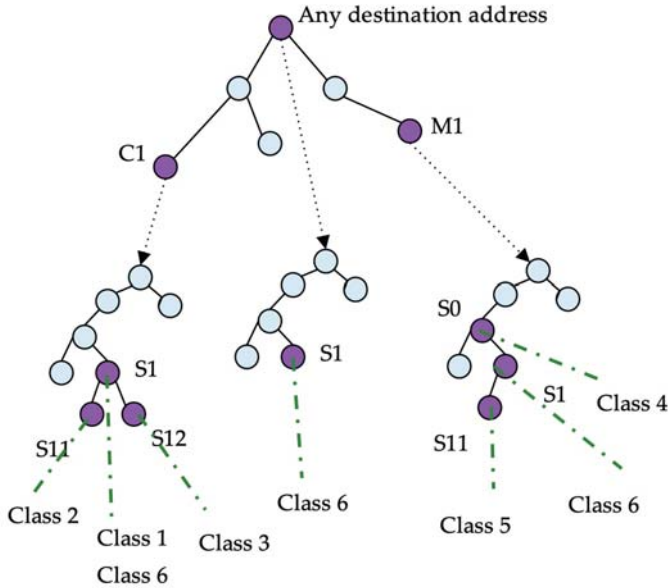 Any destination address
C1
M1
S0
S1
S1
S1
S11
S12
S11
Class 4
Class 2
Class 1
Class 6
Class 3
Class 6
Class 5
Class 6